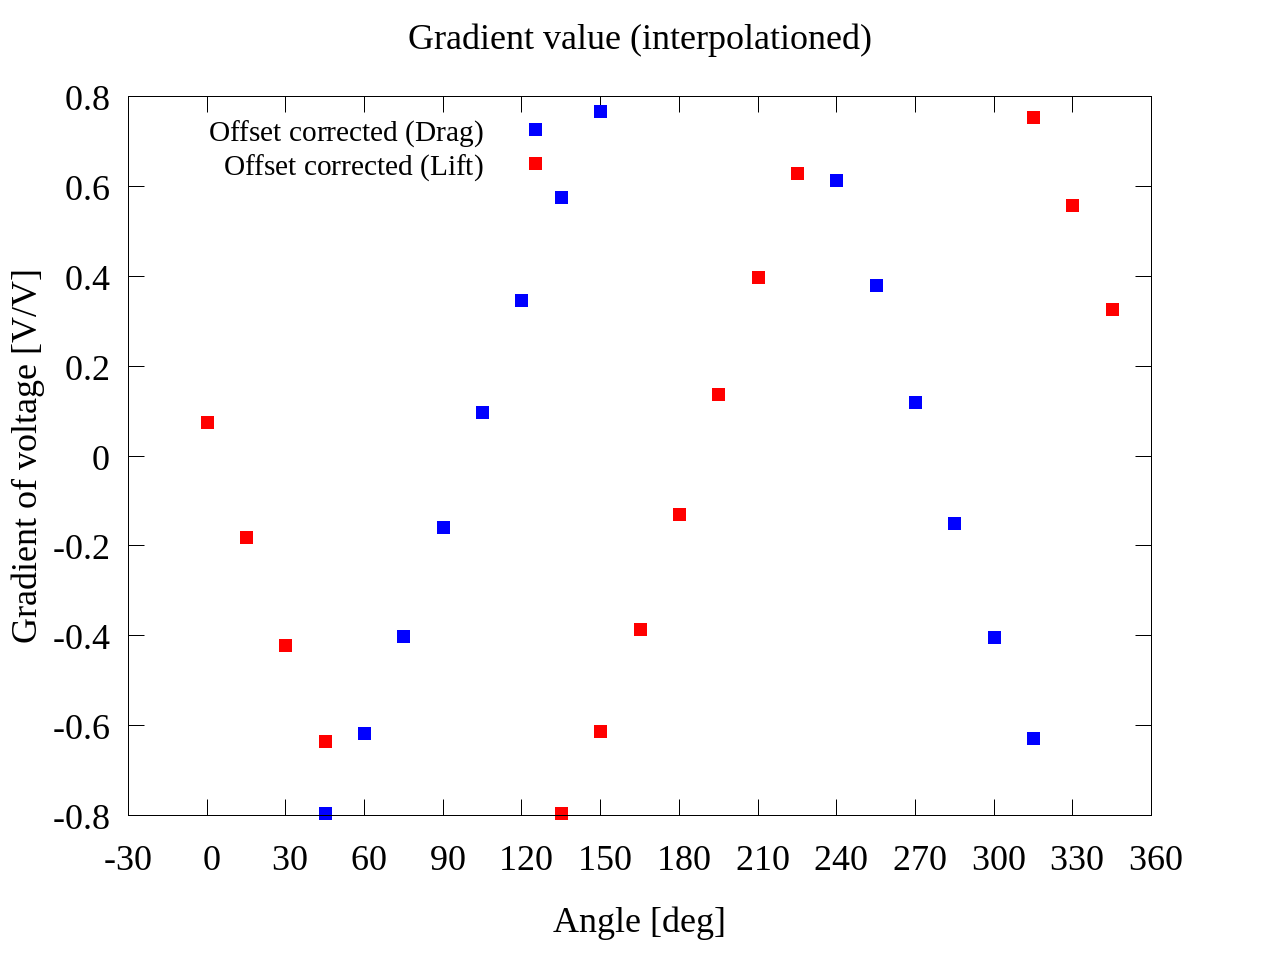 Gradient value (interpolationed)
0.8
Offset corrected (Drag)
Offset corrected (Lift)
0.6
0.4
0.2
0
-0.2
-0.4
-0.6
-0.8
Gradient of voltage [V/V]
-30 0 30 60 90 120 150 180 210 240 270 300 330 360
Angle [deg]